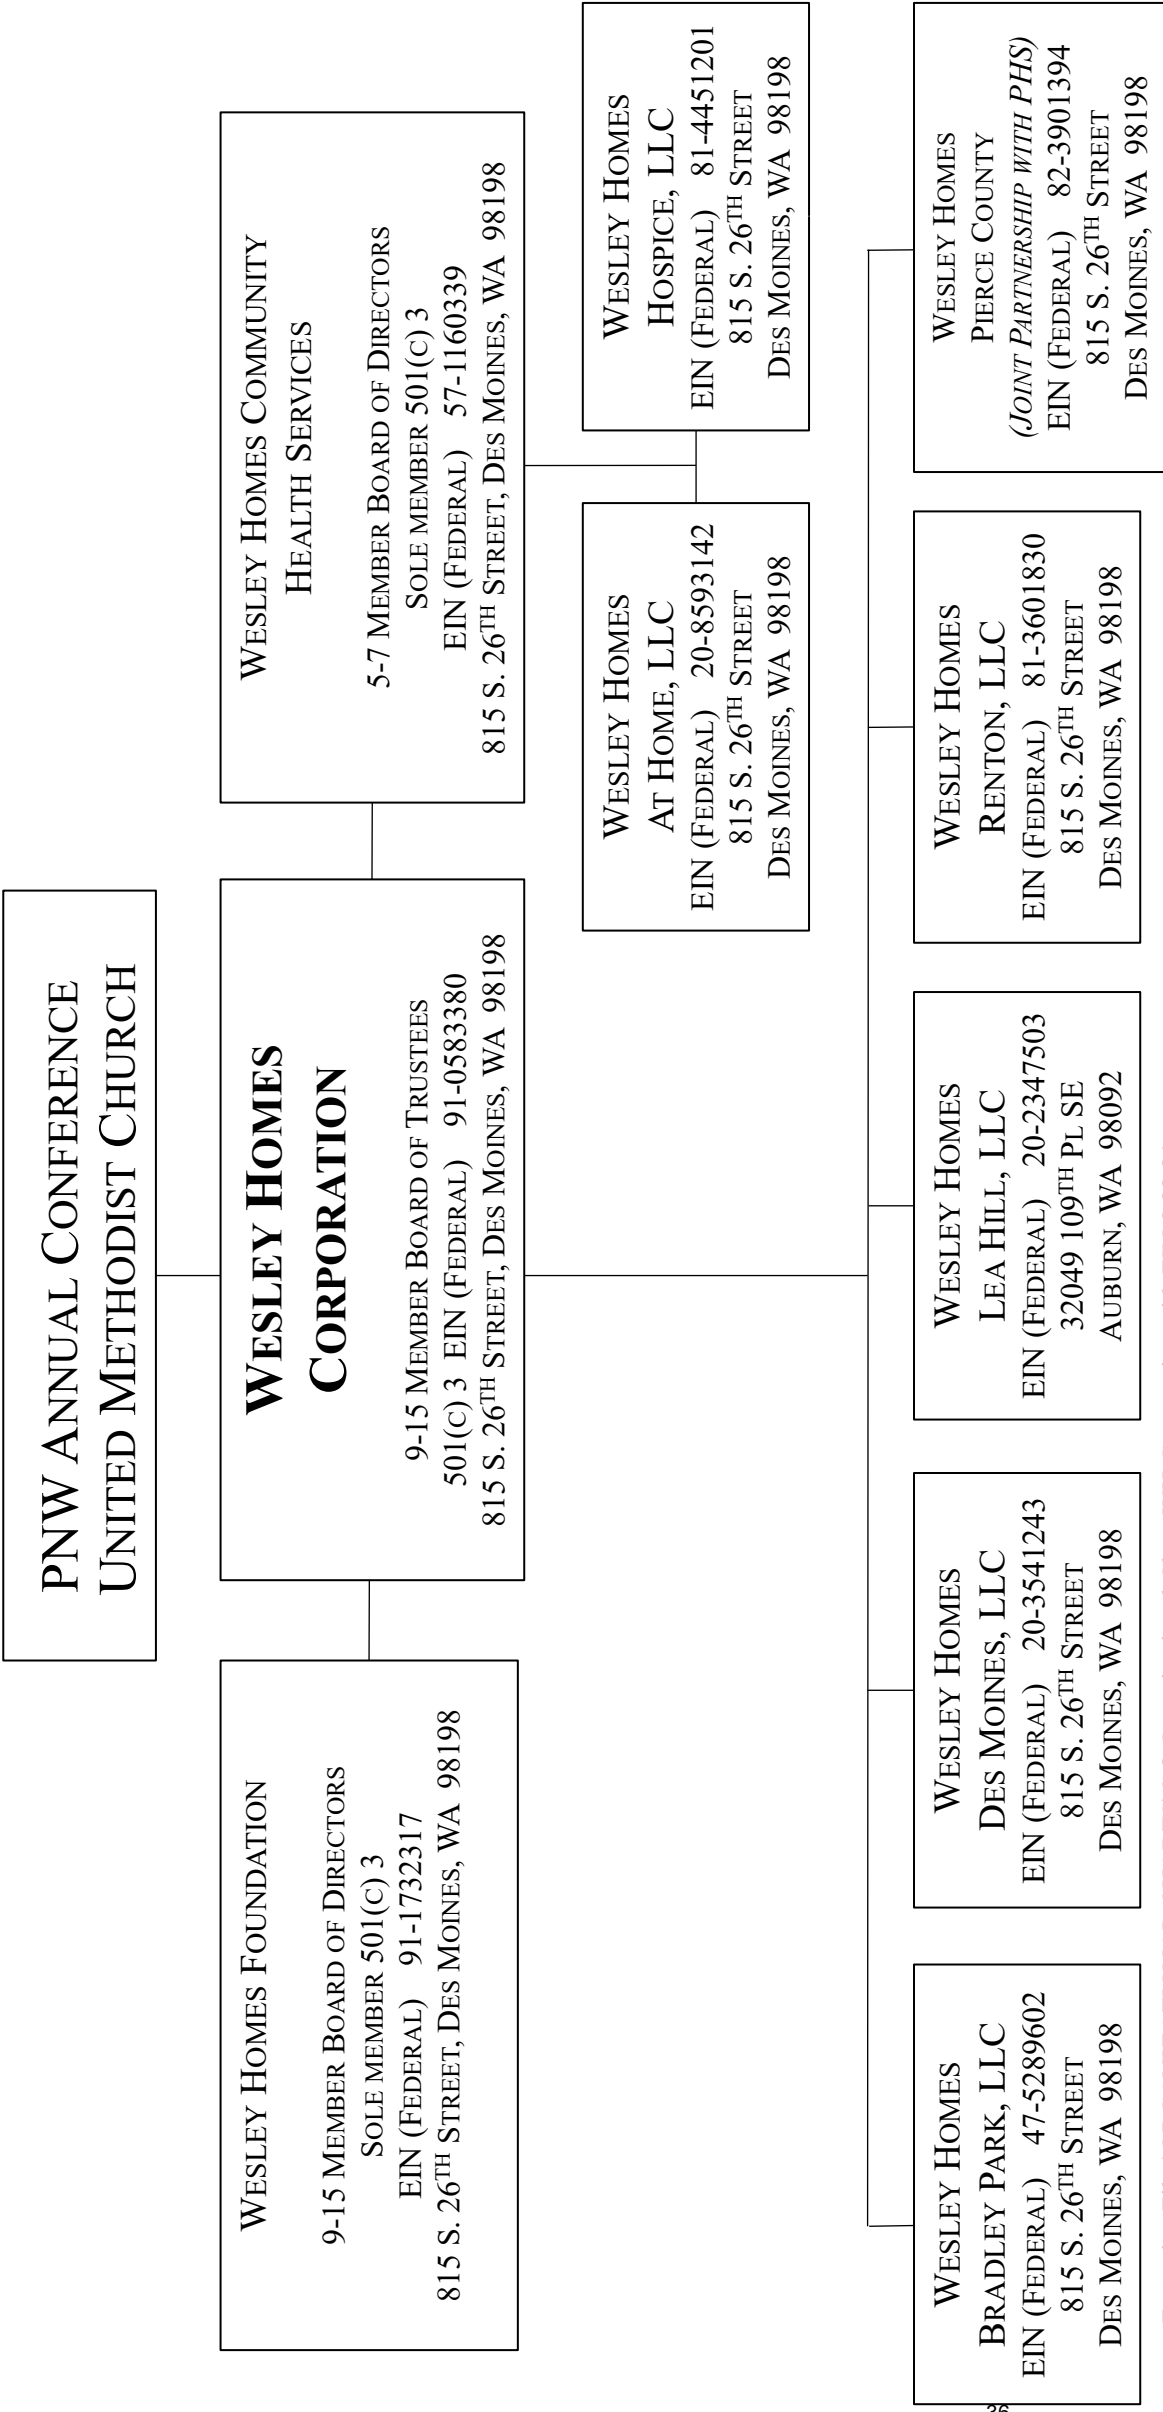 PNW ANNUAL CONFERENCE
UNITED METHODIST CHURCH
WESLEY HOMES FOUNDATION
9-15 MEMBER BOARD OF DIRECTORS
SOLE MEMBER 501(C) 3
EIN (FEDERAL) 91-1732317
815 S. 26TH STREET, DES MOINES, WA 98198
WESLEY HOMES
CORPORATION
9-15 MEMBER BOARD OF TRUSTEES
501(C) 3 EIN (FEDERAL) 91-0583380
815 S. 26TH STREET, DES MOINES, WA 98198
WESLEY HOMES COMMUNITY
HEALTH SERVICES
5-7 MEMBER BOARD OF DIRECTORS
SOLE MEMBER 501(C) 3
EIN (FEDERAL) 57-1160339
815 S. 26TH STREET, DES MOINES, WA 98198
WESLEY HOMES
AT HOME, LLC
EIN (FEDERAL) 20-8593142
815 S. 26TH STREET
DES MOINES, WA 98198
WESLEY HOMES
HOSPICE, LLC
EIN (FEDERAL) 81-4451201
815 S. 26TH STREET
DES MOINES, WA 98198
WESLEY HOMES
BRADLEY PARK, LLC
EIN (FEDERAL) 47-5289602
815 S. 26TH STREET
DES MOINES, WA 98198
WESLEY HOMES
DES MOINES, LLC
EIN (FEDERAL) 20-3541243
815 S. 26TH STREET
DES MOINES, WA 98198
WESLEY HOMES
LEA HILL, LLC
EIN (FEDERAL) 20-2347503
32049 109TH PL SE
AUBURN, WA 98092
WESLEY HOMES
RENTON, LLC
EIN (FEDERAL) 81-3601830
815 S. 26TH STREET
DES MOINES, WA 98198
WESLEY HOMES
PIERCE COUNTY
(JOINT PARTNERSHIP WITH PHS)
EIN (FEDERAL) 82-3901394
815 S. 26TH STREET
DES MOINES, WA 98198